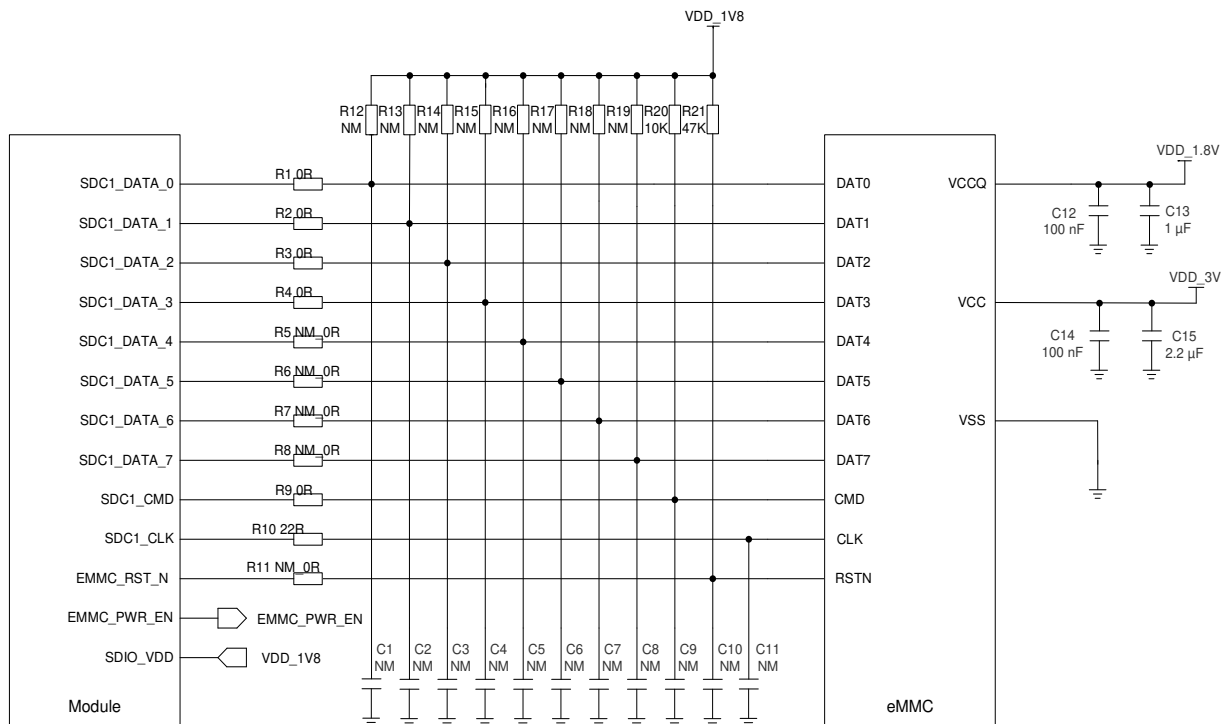 VDD_1V8
R12 R13 R14 R15 R16 R17 R18 R19 R20 R21
NM NM NM NM NM NM NM NM 10K 47K
SDC1_DATA_0 R1 0R DAT0 VCCQ VDD_1.8V
SDC1_DATA_1 R2 0R DAT1 C12 C13
100 nF 1 µF
SDC1_DATA_2 R3 0R DAT2
SDC1_DATA_3 R4 0R DAT3 VCC VDD_3V
SDC1_DATA_4 R5 NM_0R DAT4 C14 C15
100 nF 2.2 µF
SDC1_DATA_5 R6 NM_0R DAT5
SDC1_DATA_6 R7 NM_0R DAT6 VSS
SDC1_DATA_7 R8 NM_0R DAT7
SDC1_CMD R9 0R CMD
SDC1_CLK R10 22R CLK
EMMC_RST_N R11 NM_0R RSTN
EMMC_PWR_EN EMMC_PWR_EN
SDIO_VDD VDD_1V8
C1 C2 C3 C4 C5 C6 C7 C8 C9 C10 C11
NM NM NM NM NM NM NM NM NM NM NM
Module eMMC